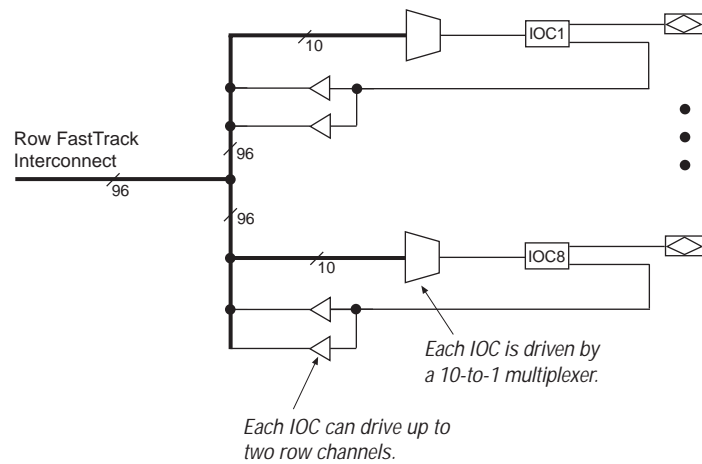 10
IOC1
Row FastTrack
Interconnect
96
96
96
10
IOC8
Each IOC is driven by
a 10-to-1 multiplexer.
Each IOC can drive up to
two row channels.